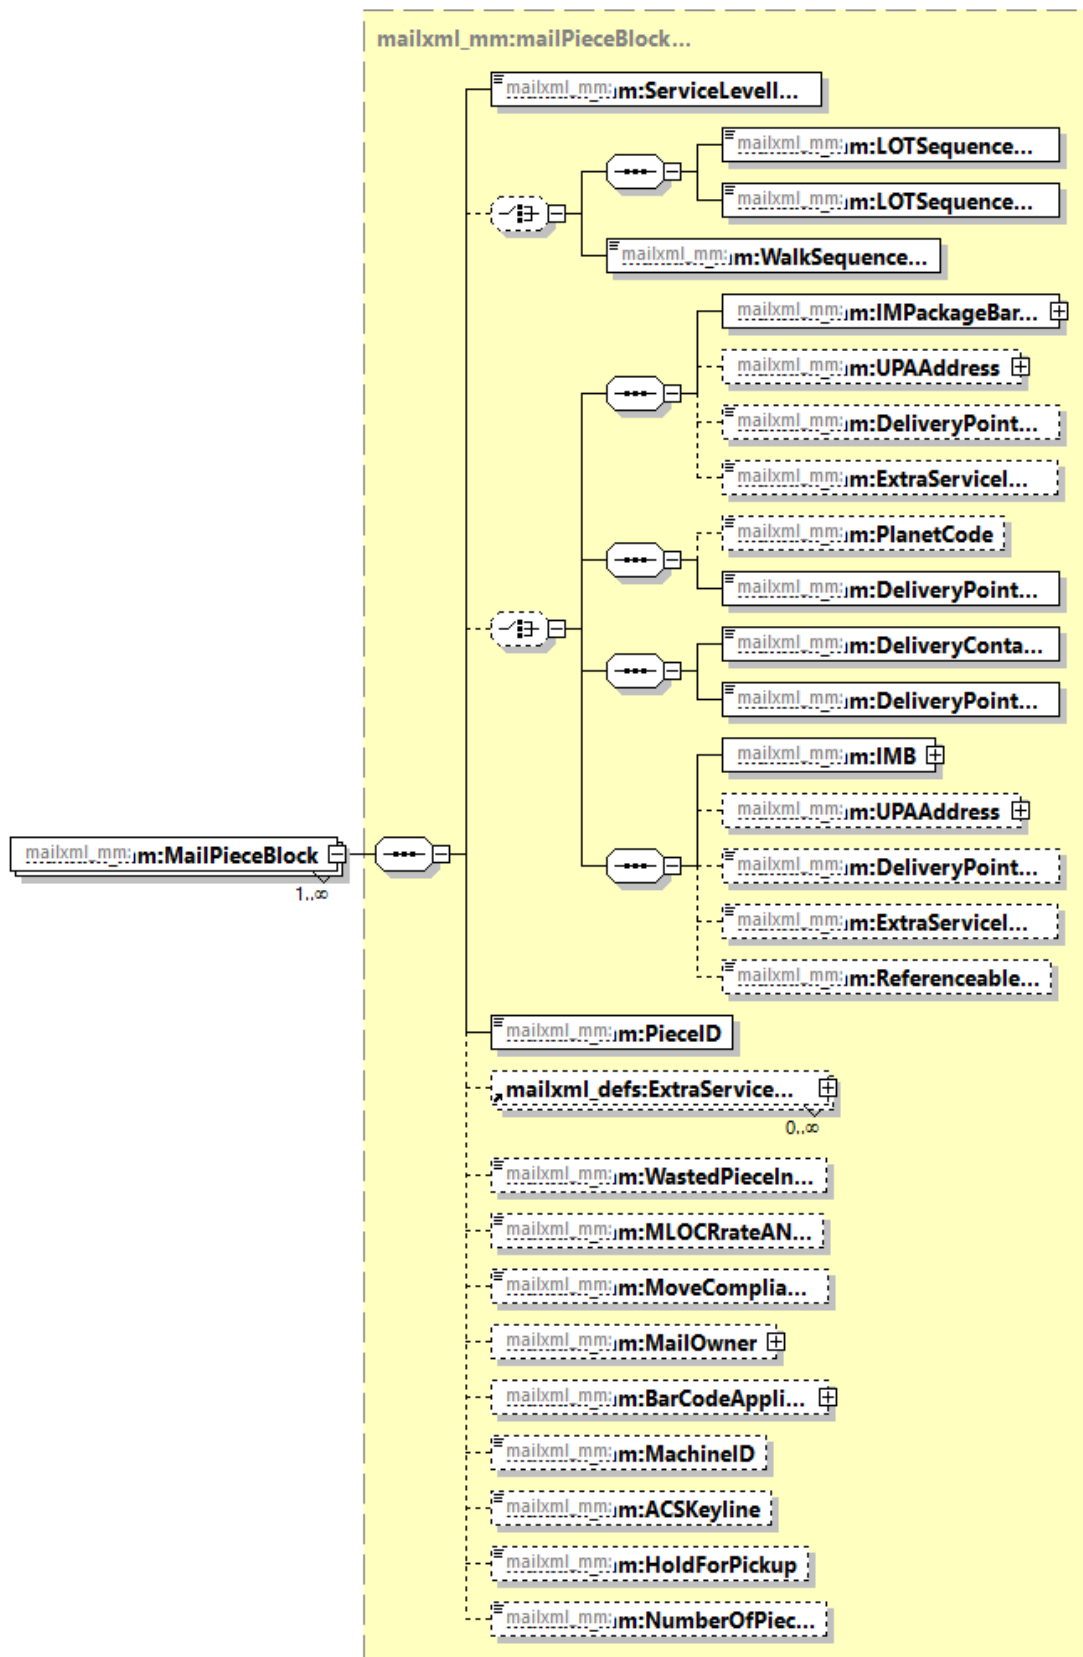 mailxml_mm:mailPieceBlock...
mailxml_mm:ServiceLevelI...
mailxml_mm:LOTSequence...
mailxml_mm:LOTSequence...
mailxml_mm:WalkSequence...
mailxml_mm:IMPackageBar...
mailxml_mm:UPAAddress
mailxml_mm:DeliveryPoint...
mailxml_mm:ExtraServiceI...
mailxml_mm:PlanetCode
mailxml_mm:DeliveryPoint...
mailxml_mm:DeliveryConta...
mailxml_mm:DeliveryPoint...
mailxml_mm:IMB
mailxml_mm:UPAAddress
mailxml_mm:MailPieceBlock
1..∞
mailxml_mm:DeliveryPoint...
mailxml_mm:ExtraServiceI...
mailxml_mm:Referenceable...
mailxml_mm:PieceID
mailxml_defs:ExtraService...
0..∞
mailxml_mm:WastedPieceIn...
mailxml_mm:MLOCRrateAN...
mailxml_mm:MoveComplia...
mailxml_mm:MailOwner
mailxml_mm:BarCodeAppli...
mailxml_mm:MachineID
mailxml_mm:ACSKeyline
mailxml_mm:HoldForPickup
mailxml_mm:NumberOfPiec...